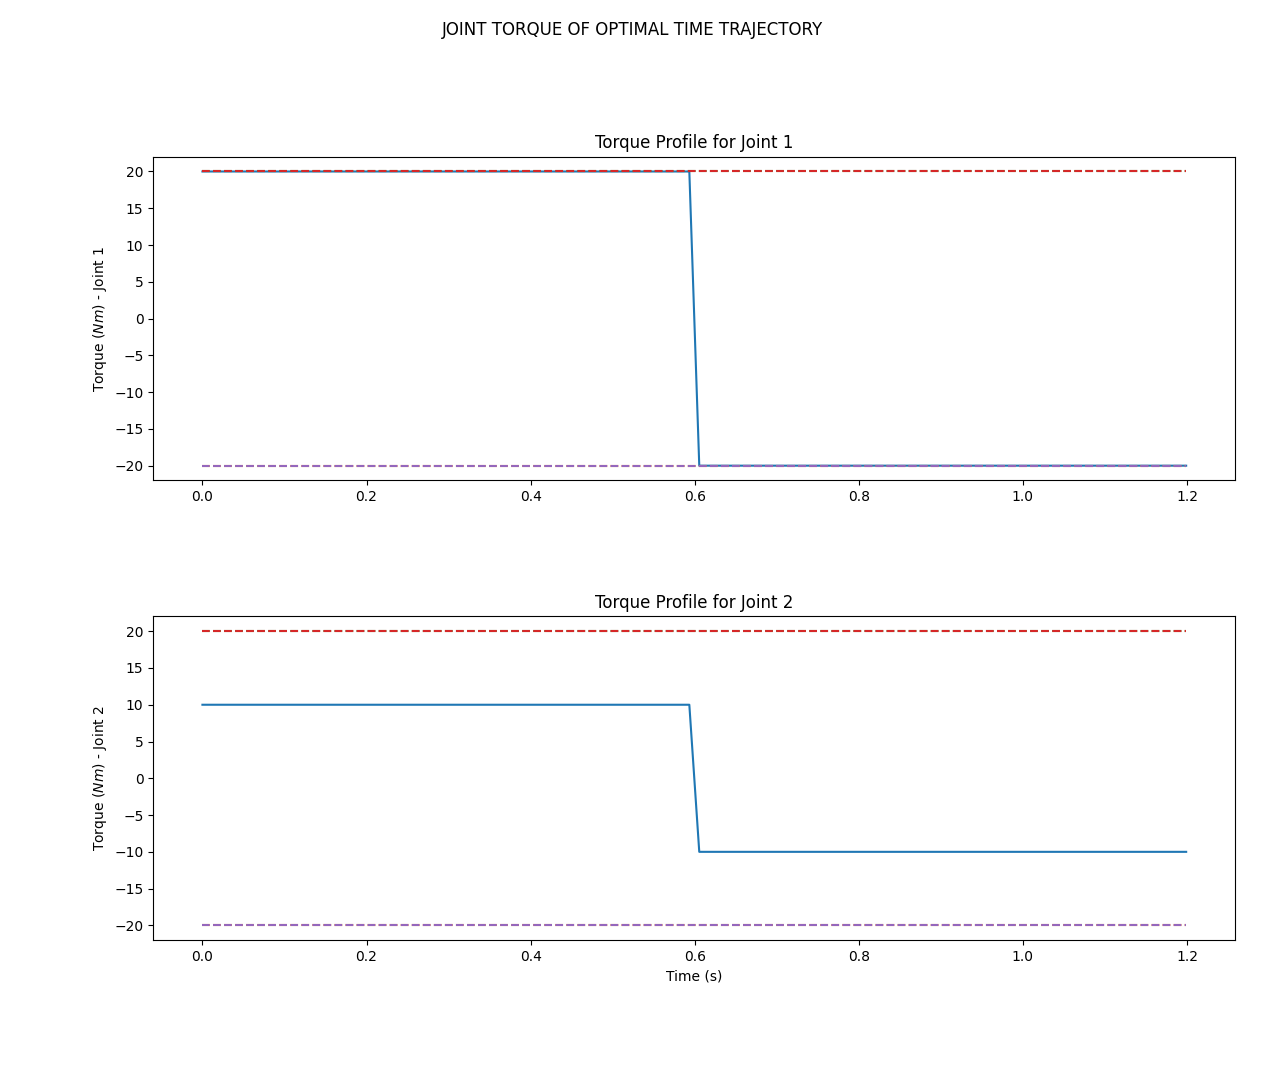 JOINT TORQUE OF OPTIMAL TIME TRAJECTORY
Torque Profile for Joint 1
Torque (Nm) - Joint 1
20
15
10
5
0
−5
−10
−15
−20
0.0 0.2 0.4 0.6 0.8 1.0 1.2
Torque Profile for Joint 2
Torque (Nm) - Joint 2
20
15
10
5
0
−5
−10
−15
−20
0.0 0.2 0.4 0.6 0.8 1.0 1.2
Time (s)